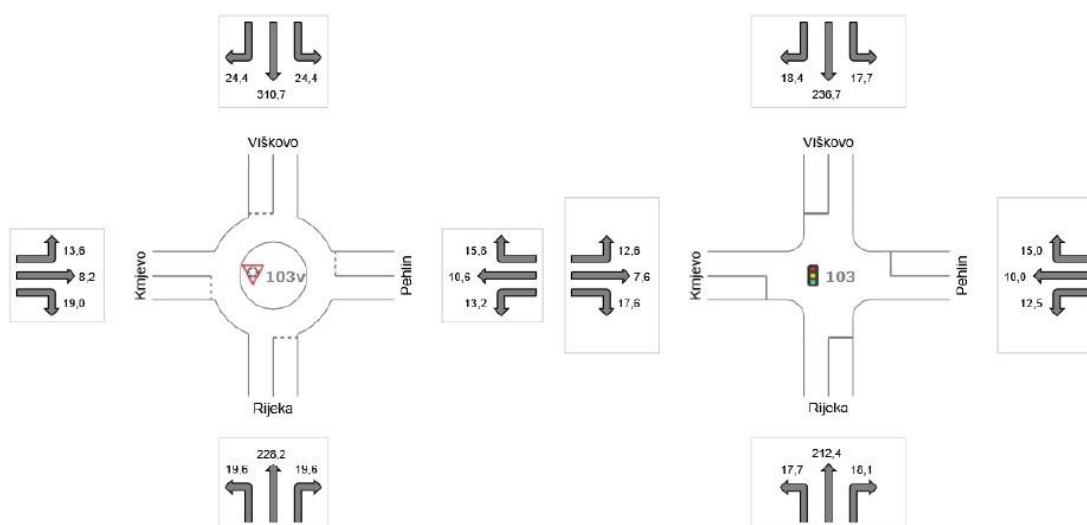 24,4
24,4
310,7
Viškovo
13,6
8,2
19,0
Krnjevo
103v
Pehlin
15,8
10,6
13,2
Rijeka
228,2
19,6
19,6
18,4
17,7
236,7
Viškovo
12,6
7,6
17,6
Krnjevo
103
Pehlin
15,0
10,0
12,5
Rijeka
212,4
17,7
18,1